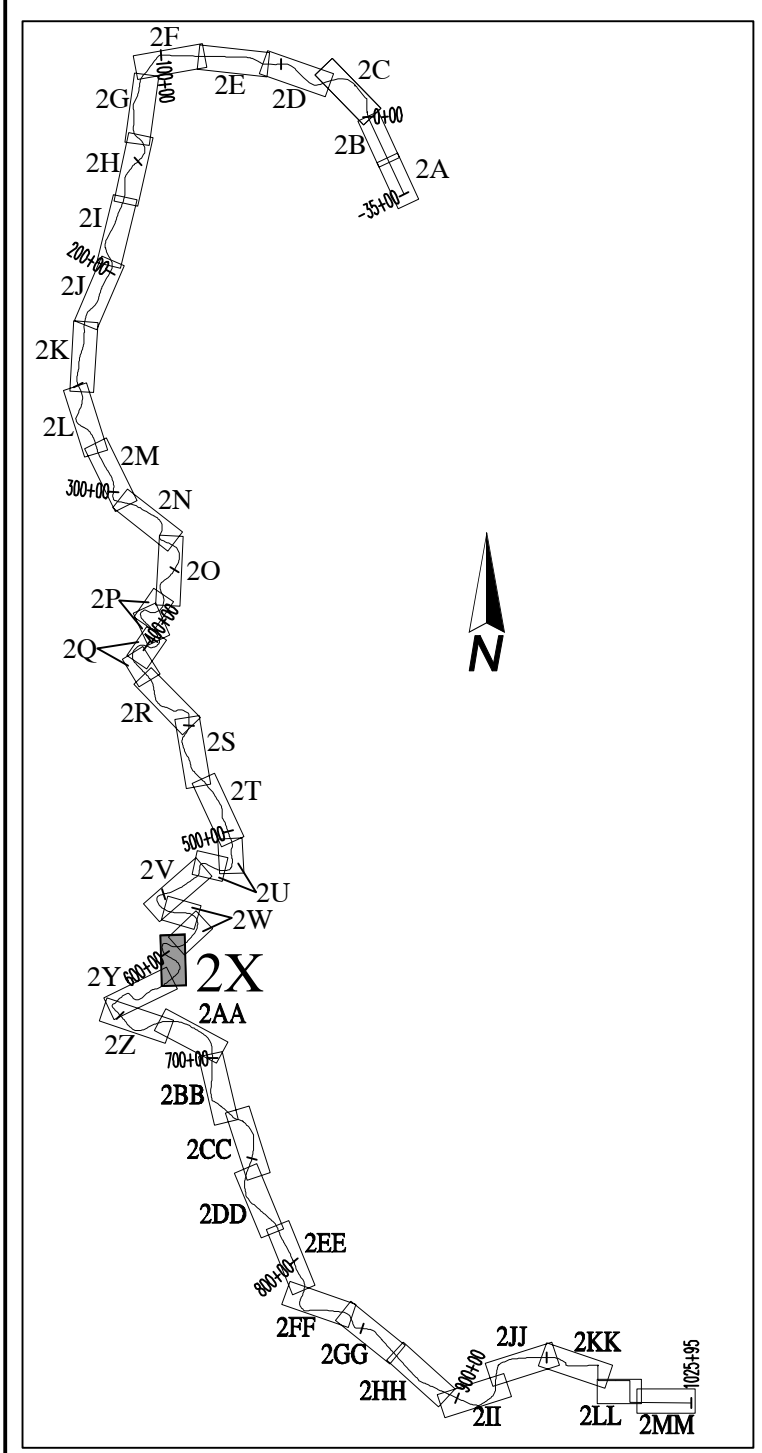 2F
2C
2E
2D
100+00
2G
0+00
2B
2H
2A
-35+00
2I
200+00
2J
2K
2L
2M
300+00
2N
2O
2P
400+00
2Q
N
2R
2S
2T
500+00
2V
2U
2W
600+00
2X
2Y
2AA
2Z
700+00
2BB
2CC
2DD
2EE
800+00
2FF
2GG
2JJ
2KK
1025+95
900+00
2HH
2II
2LL
2MM